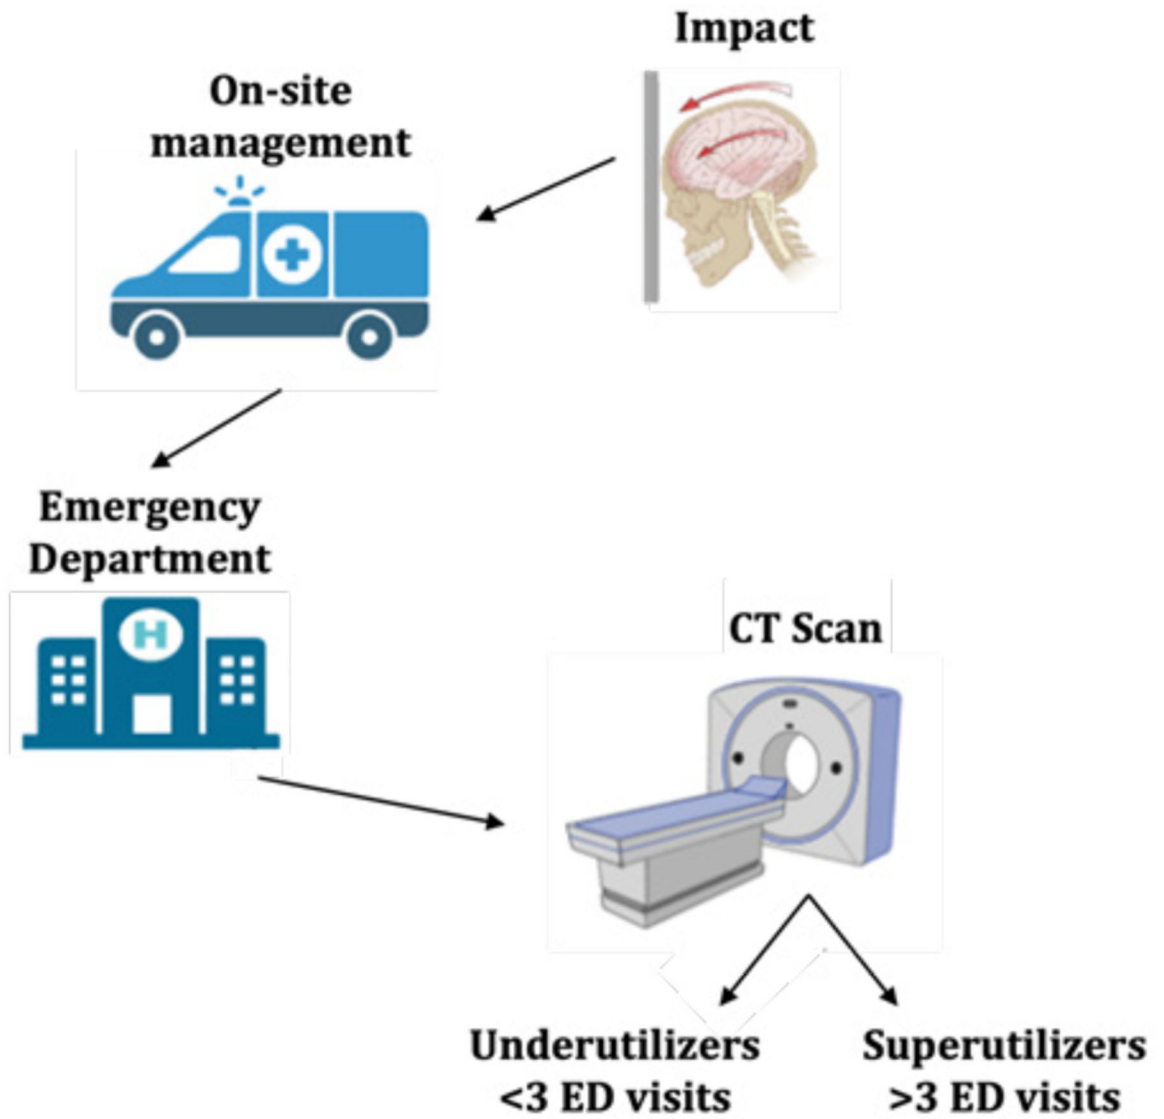 Impact
On-site
management
Emergency
Department
H
CT Scan
Underutilizers
<3 ED visits
Superutilizers
>3 ED visits